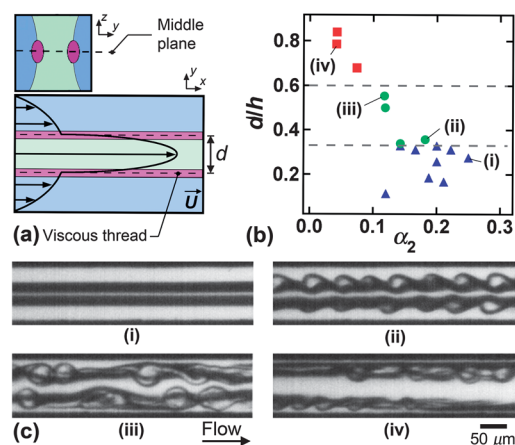 z
y
Middle
plane
y
x
d
U
(a) Viscous thread
d/h
0.8
0.6
0.4
0.2
0.0 0.1 0.2 0.3
α2
(iv)
(iii)
(ii)
(i)
(b)
(i)
(ii)
(iii)
(iv)
(c)
Flow
50 μm